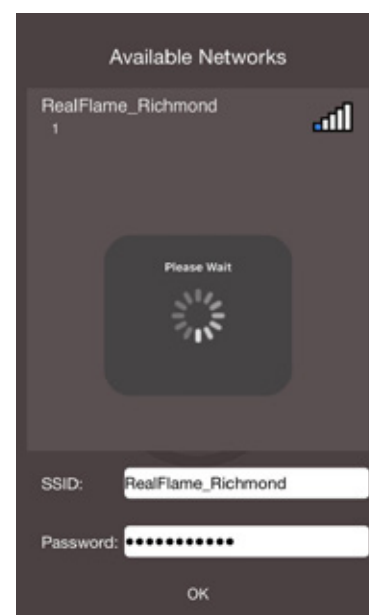 Available Networks
RealFlame_Richmond
1
Please Wait
SSID: RealFlame_Richmond
Password: •••••••••••
OK